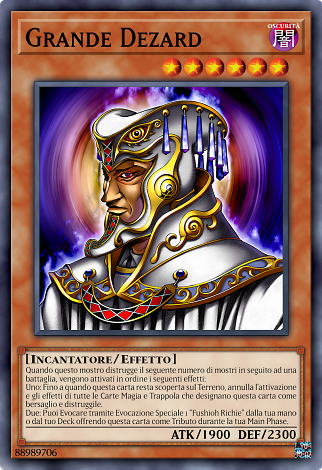 GRANDE DEZARD
OSCURITÀ
闇
[INCANTATORE/EFFETTO]
Quando questo mostro distrugge il seguente numero di mostri in seguito ad una
battaglia, vengono attivati in ordine i seguenti effetti:
Uno: Fino a quando questa carta resta scoperta sul Terreno, annulla l'attivazione
e gli effetti di tutte le Carte Magia e Trappola che designano questa carta come
bersaglio e distruggile.
Due: Puoi Evocare tramite Evocazione Speciale 1 "Fushioh Richie" dalla tua mano
o dal tuo Deck offrendo questa carta come Tributo durante la tua Main Phase.
ATK/1900 DEF/2300
88989706